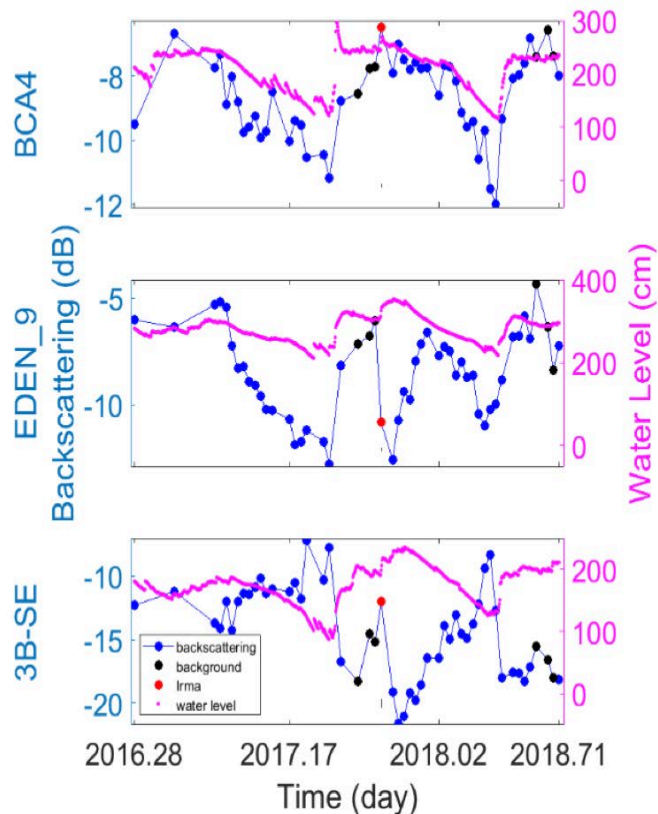 BCA4
-8
-10
-12
300
200
100
0
EDEN_9
Backscattering (dB)
-5
-10
400
200
0
Water Level (cm)
3B-SE
-10
-15
-20
200
100
0
backscattering
background
Irma
water level
2016.28 2017.17 2018.02 2018.71
Time (day)